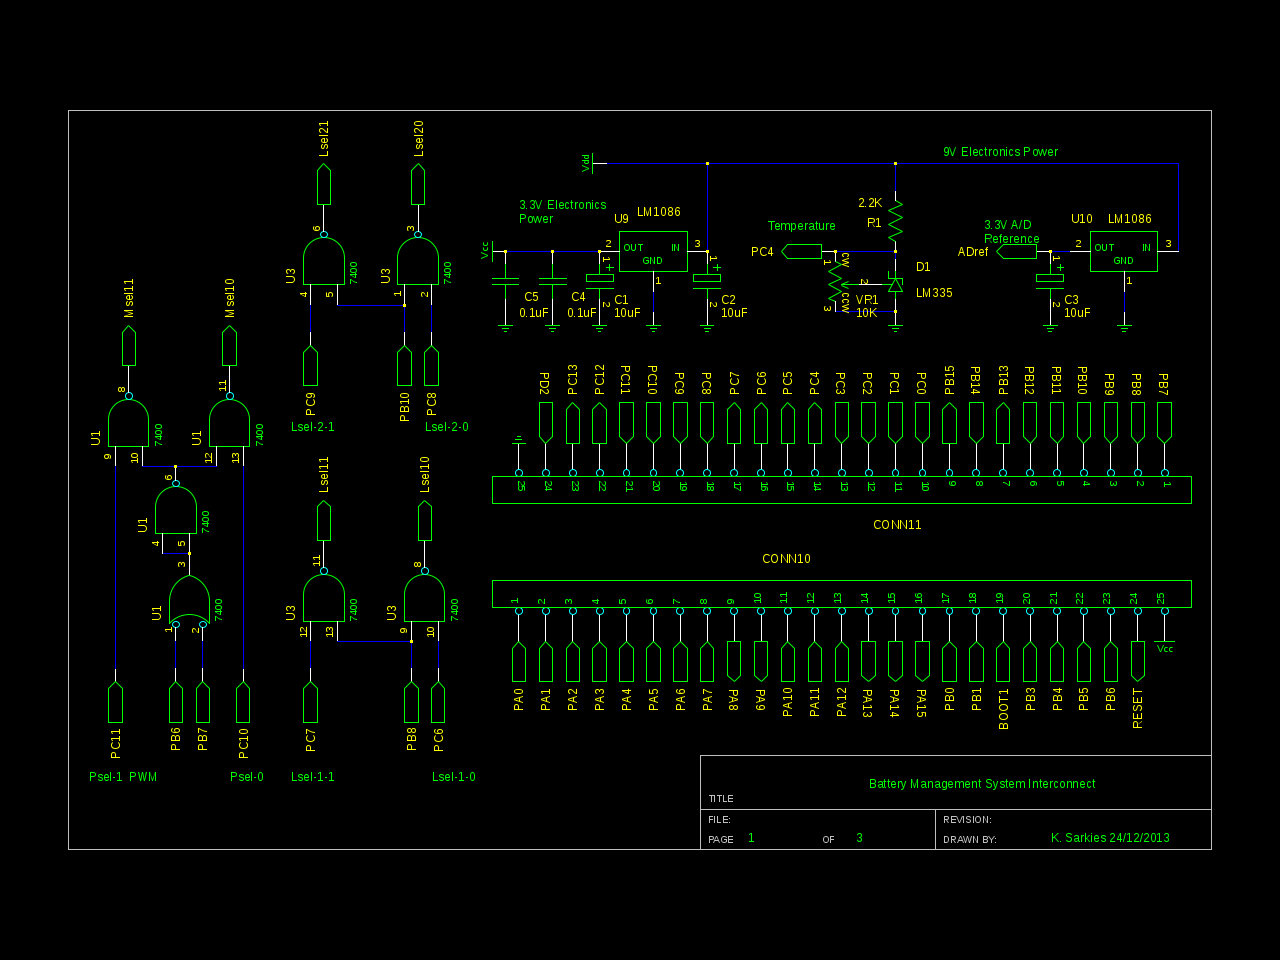 Lsel21
Lsel20
9V Electronics Power
Vdd
3.3V Electronics
Power
U9
LM1086
2.2K
R1
Temperature
3.3V A/D
Reference
U10
LM1086
6
3
Vcc
2
OUT
IN
3
GND
1
PC4
ADref
2
OUT
IN
3
GND
1
U3
7400
U3
7400
4
5
1
2
C5
0.1uF
C4
0.1uF
1
+
2
C1
10uF
1
+
2
C2
10uF
1
CW
2
CCW
3
VR1
10K
D1
LM335
1
+
2
C3
10uF
Msel11
Msel10
8
11
PC9
PB10
PC8
Lsel-2-1
Lsel-2-0
U1
7400
U1
7400
9
10
12
13
PD2
PC13
PC12
PC11
PC10
PC9
PC8
PC7
PC6
PC5
PC4
PC3
PC2
PC1
PC0
PB15
PB14
PB13
PB12
PB11
PB10
PB9
PB8
PB7
25
24
23
22
21
20
19
18
17
16
15
14
13
12
11
10
9
8
7
6
5
4
3
2
1
CONN11
6
U1
7400
4
5
3
U1
7400
1
2
Lsel11
Lsel10
11
8
U3
7400
U3
7400
12
13
9
10
CONN10
1
2
3
4
5
6
7
8
9
10
11
12
13
14
15
16
17
18
19
20
21
22
23
24
25
Vcc
PA0
PA1
PA2
PA3
PA4
PA5
PA6
PA7
PA8
PA9
PA10
PA11
PA12
PA13
PA14
PA15
PB0
PB1
BOOT1
PB3
PB4
PB5
PB6
RESET
PC11
PB6
PB7
PC10
PC7
PB8
PC6
Psel-1 PWM
Psel-0
Lsel-1-1
Lsel-1-0
Battery Management System Interconnect
TITLE
FILE:
REVISION:
PAGE 1 OF 3
DRAWN BY: K. Sarkies 24/12/2013